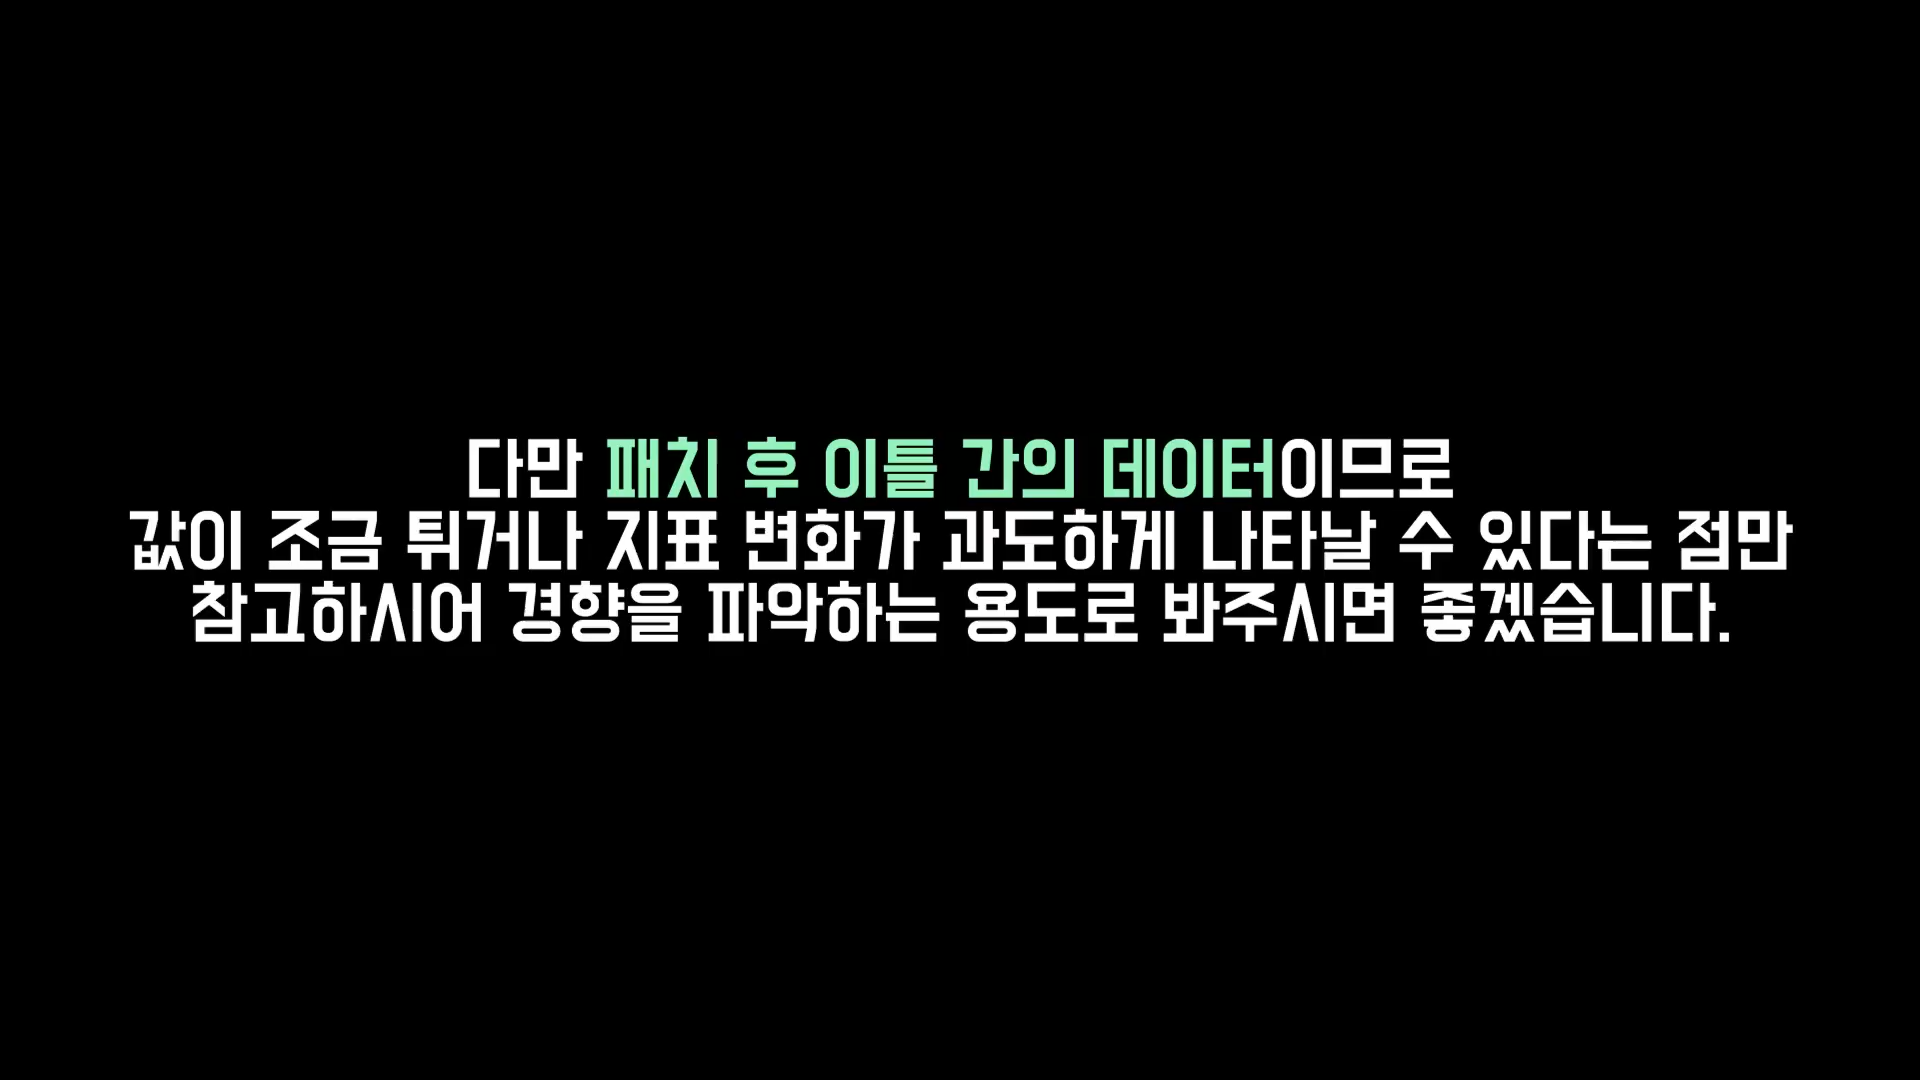 다만 패치 후 이틀 간의 데이터이므로
값이 조금 튀거나 지표 변화가 과도하게 나타날 수 있다는 점만
참고하시어 경향을 파악하는 용도로 봐주시면 좋겠습니다.